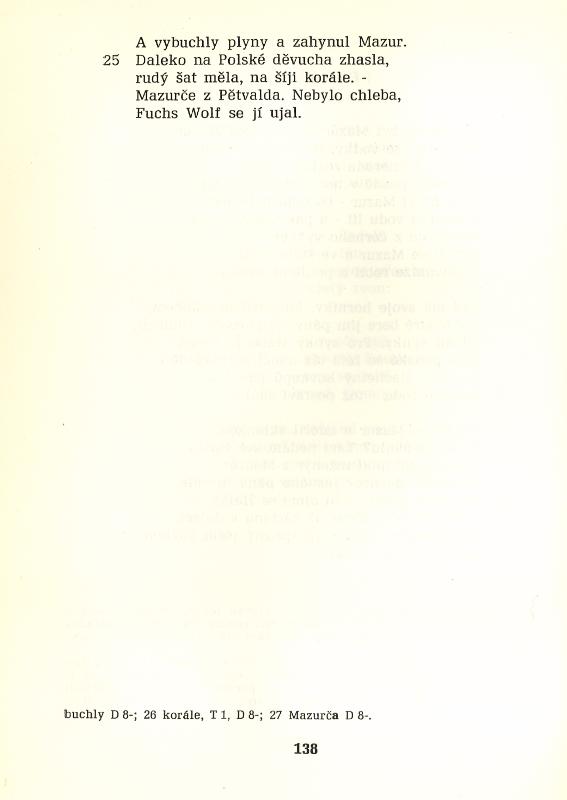 A vybuchly plyny a zahynul Mazur.
25 Daleko na Polské děvucha zhasla,
rudý šat měla, na šíji korále. -
Mazurče z Pětvalda. Nebylo chleba,
Fuchs Wolf se jí ujal.
buchly D 8-; 26 korále, T 1, D 8-; 27 Mazurča D 8-.
138